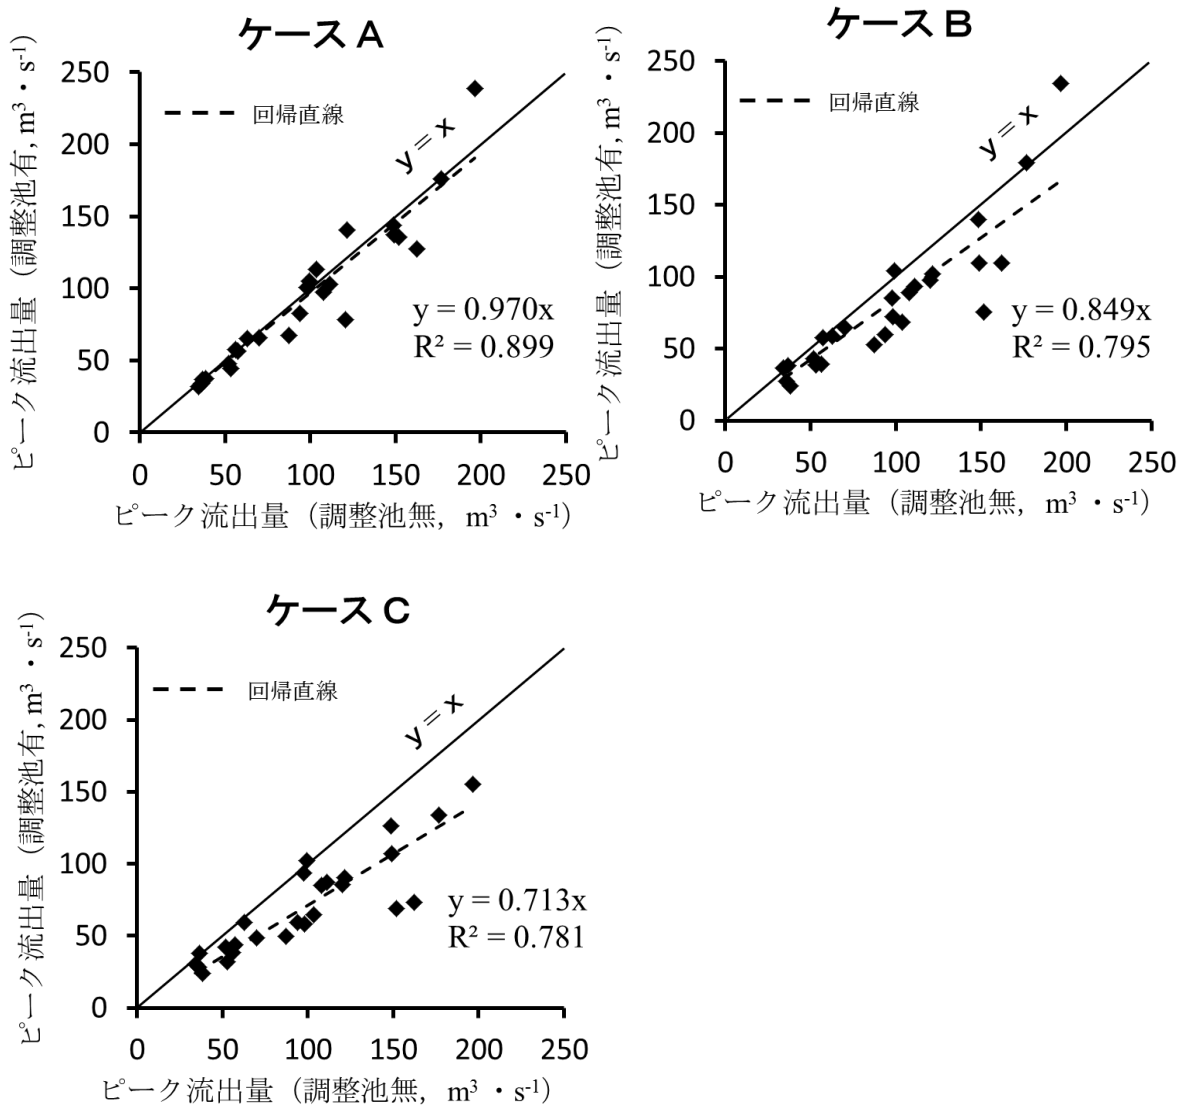 ケース A
ピーク流出量（調整池有, m³・s⁻¹）
250
200
150
100
50
0
回帰直線
y = x
y = 0.970x
R² = 0.899
0 50 100 150 200 250
ピーク流出量（調整池無, m³・s⁻¹）
ケース B
ピーク流出量（調整池有, m³・s⁻¹）
250
200
150
100
50
0
回帰直線
y = x
y = 0.849x
R² = 0.795
0 50 100 150 200 250
ピーク流出量（調整池無, m³・s⁻¹）
ケース C
ピーク流出量（調整池有, m³・s⁻¹）
250
200
150
100
50
0
回帰直線
y = x
y = 0.713x
R² = 0.781
0 50 100 150 200 250
ピーク流出量（調整池無, m³・s⁻¹）